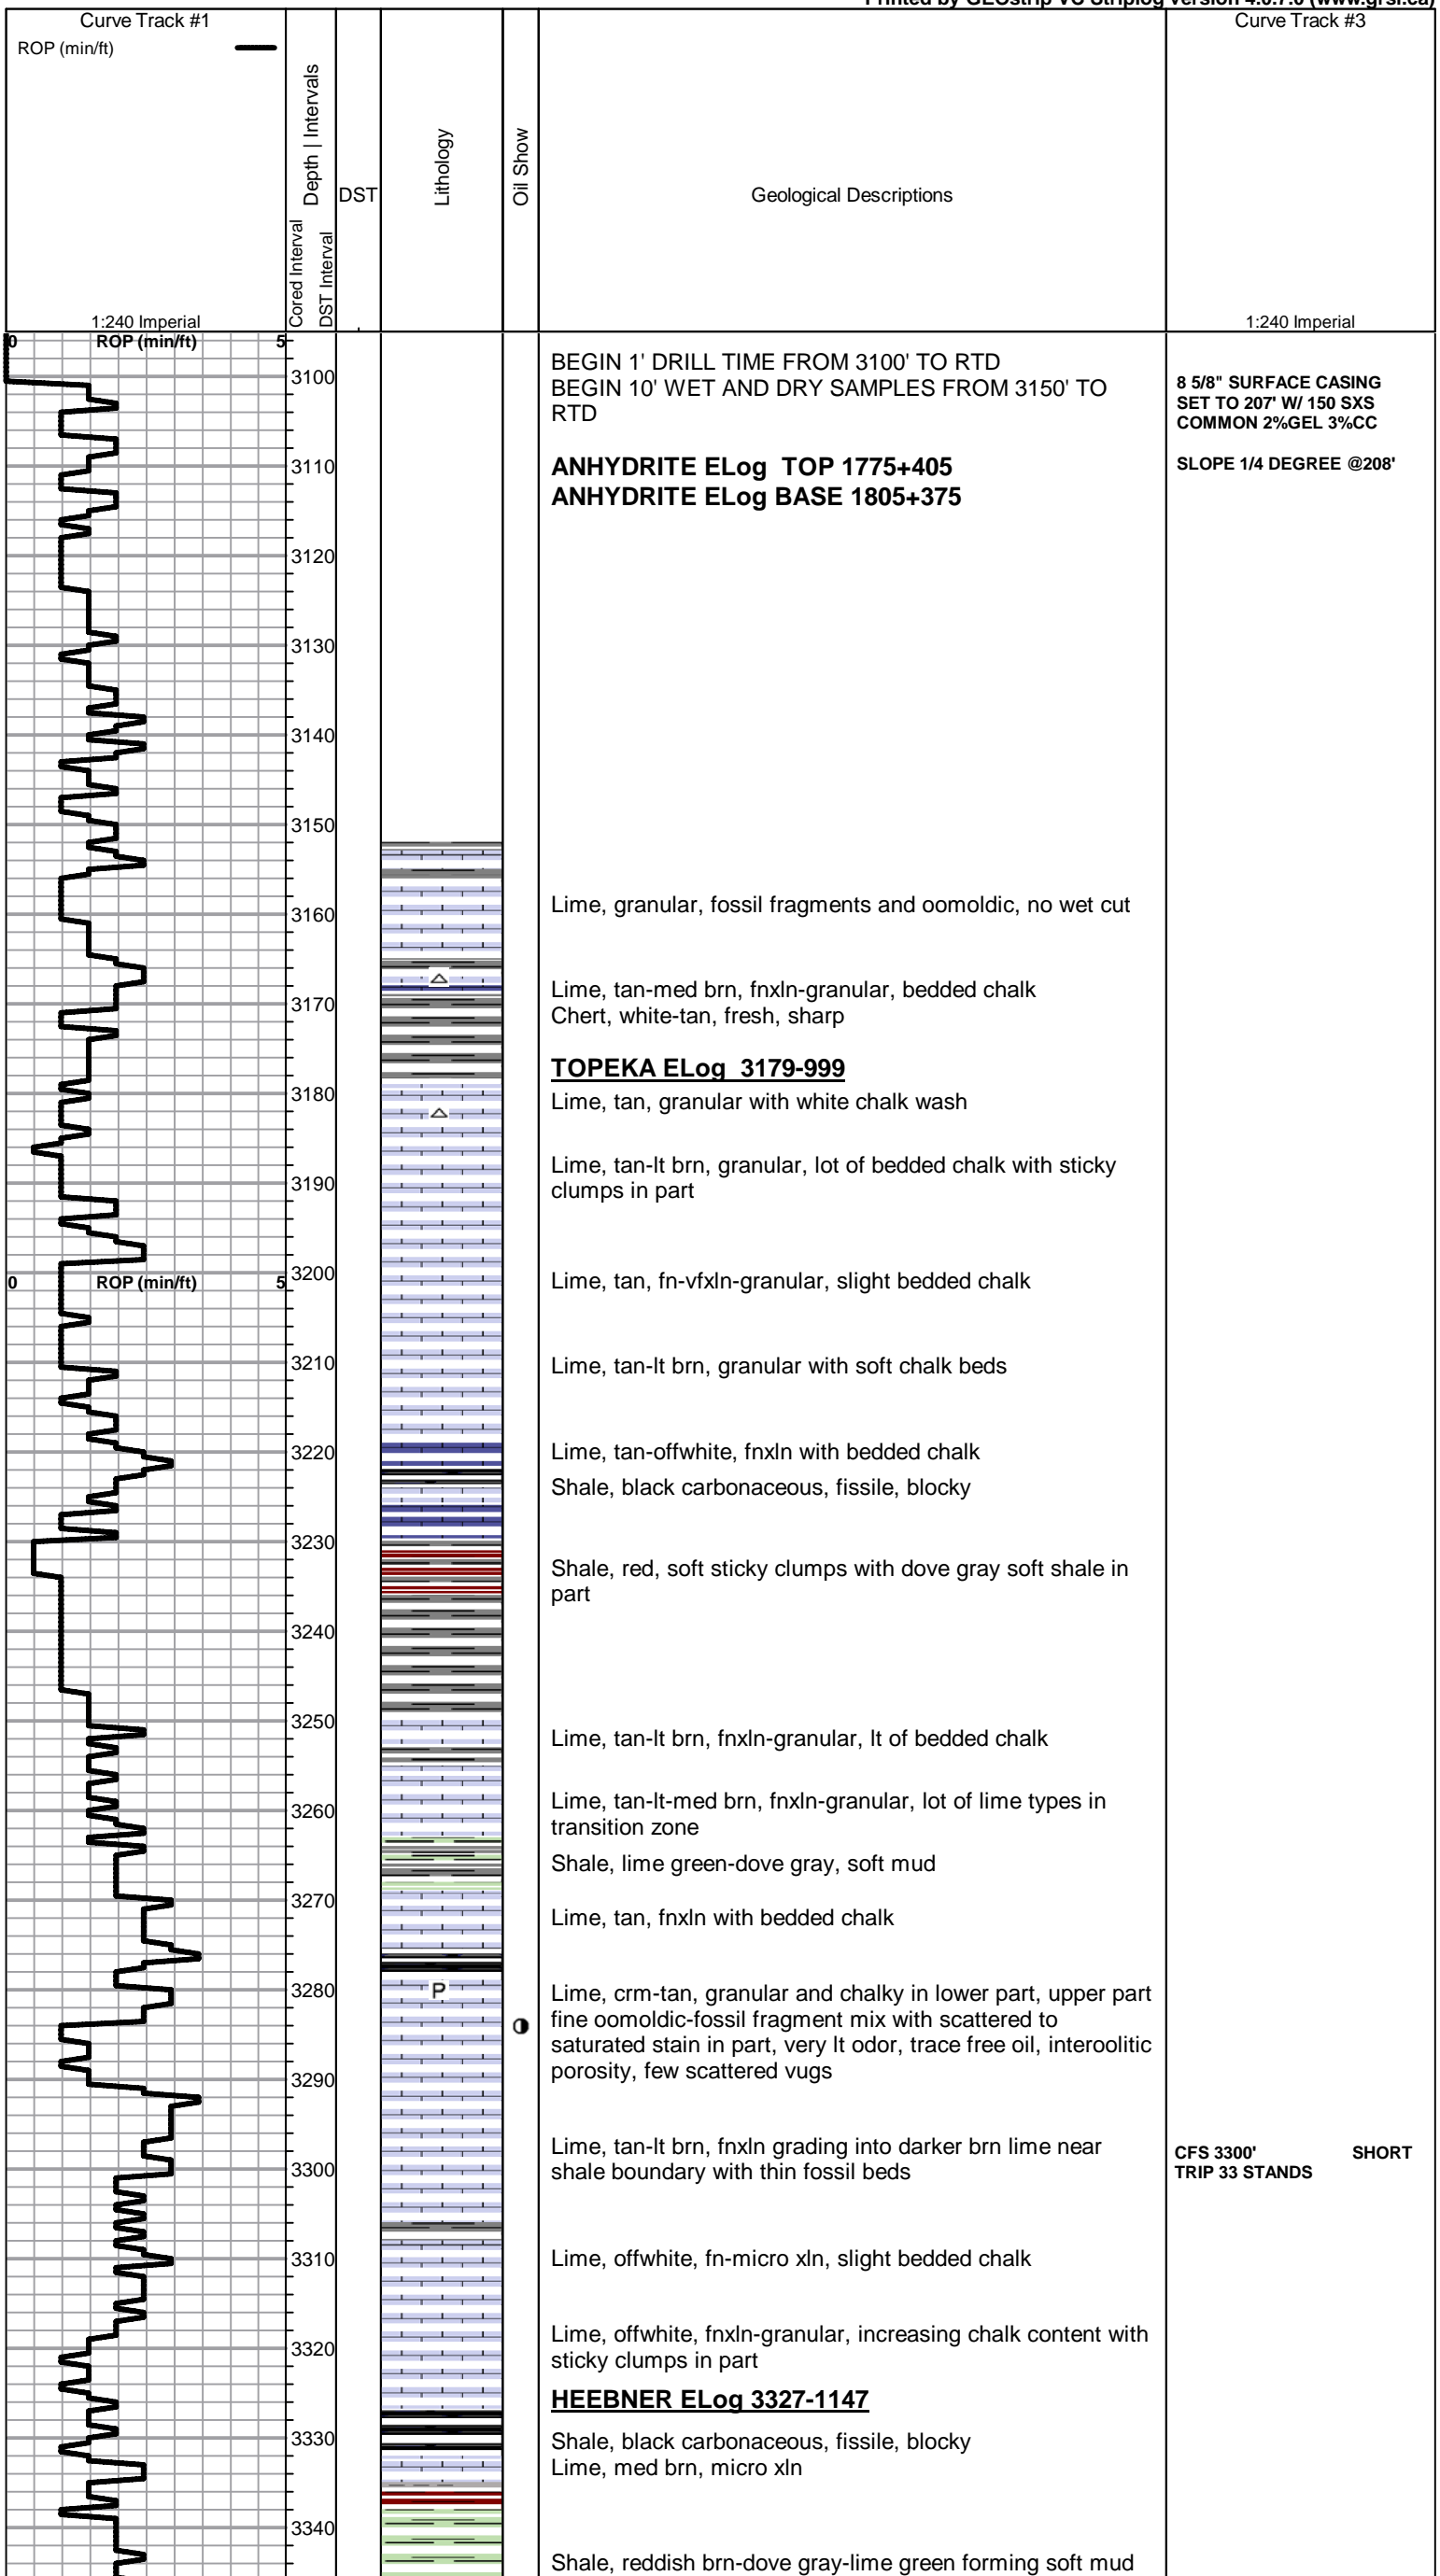 Printed by GEOstrip VC Striplog version 4.0.7.0 (www.grsi.ca)
Curve Track #1
ROP (min/ft)
1:240 Imperial
Depth | Intervals
Cored Interval
DST Interval
DST
Lithology
Oil Show
Geological Descriptions
Curve Track #3
1:240 Imperial
0 ROP (min/ft) 5
3100
3110
3120
3130
3140
3150
3160
3170
3180
3190
0 ROP (min/ft) 5
3200
3210
3220
3230
3240
3250
3260
3270
3280
3290
3300
3310
3320
3330
3340
P
BEGIN 1' DRILL TIME FROM 3100' TO RTD
BEGIN 10' WET AND DRY SAMPLES FROM 3150' TO
RTD
ANHYDRITE ELog TOP 1775+405
ANHYDRITE ELog BASE 1805+375
Lime, granular, fossil fragments and oomoldic, no wet cut
Lime, tan-med brn, fnxln-granular, bedded chalk
Chert, white-tan, fresh, sharp
TOPEKA ELog 3179-999
Lime, tan, granular with white chalk wash
Lime, tan-lt brn, granular, lot of bedded chalk with sticky
clumps in part
Lime, tan, fn-vfxln-granular, slight bedded chalk
Lime, tan-lt brn, granular with soft chalk beds
Lime, tan-offwhite, fnxln with bedded chalk
Shale, black carbonaceous, fissile, blocky
Shale, red, soft sticky clumps with dove gray soft shale in
part
Lime, tan-lt brn, fnxln-granular, lt of bedded chalk
Lime, tan-lt-med brn, fnxln-granular, lot of lime types in
transition zone
Shale, lime green-dove gray, soft mud
Lime, tan, fnxln with bedded chalk
Lime, crm-tan, granular and chalky in lower part, upper part
fine oomoldic-fossil fragment mix with scattered to
saturated stain in part, very lt odor, trace free oil, interoolitic
porosity, few scattered vugs
Lime, tan-lt brn, fnxln grading into darker brn lime near
shale boundary with thin fossil beds
Lime, offwhite, fn-micro xln, slight bedded chalk
Lime, offwhite, fnxln-granular, increasing chalk content with
sticky clumps in part
HEEBNER ELog 3327-1147
Shale, black carbonaceous, fissile, blocky
Lime, med brn, micro xln
Shale, reddish brn-dove gray-lime green forming soft mud
8 5/8" SURFACE CASING
SET TO 207' W/ 150 SXS
COMMON 2%GEL 3%CC
SLOPE 1/4 DEGREE @208'
CFS 3300' SHORT
TRIP 33 STANDS